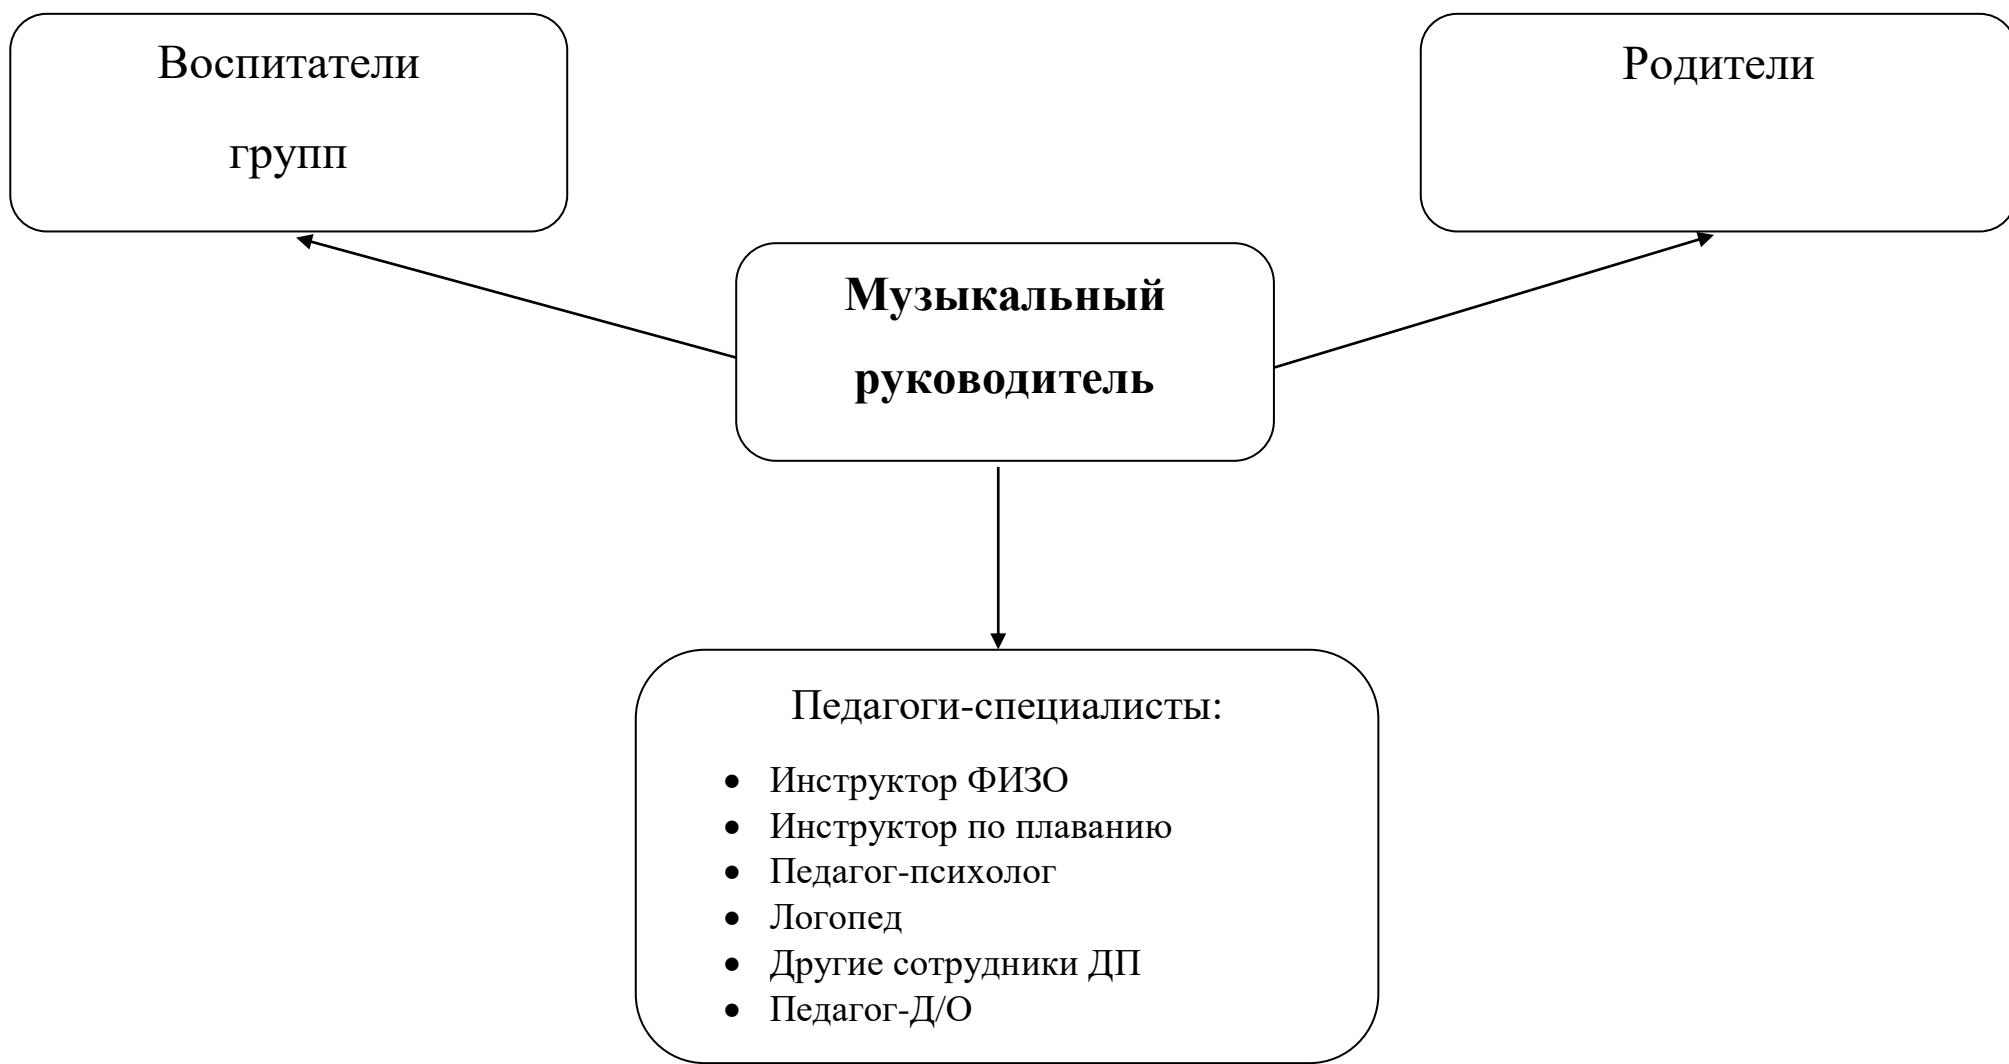 Воспитатели
групп
Родители
Музыкальный
руководитель
Педагоги-специалисты:
• Инструктор ФИЗО
• Инструктор по плаванию
• Педагог-психолог
• Логопед
• Другие сотрудники ДП
• Педагог-Д/О